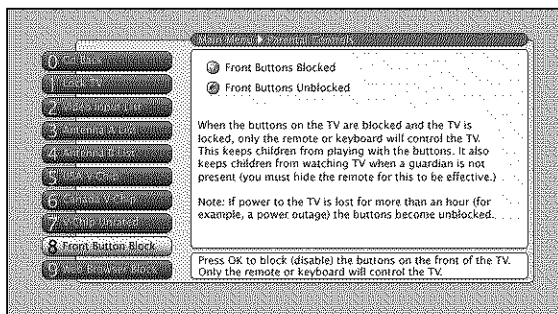 Main Menu Parental Controls
0 Go Back
1 Lock TV
2
3 Antenna A
4 Antenna B
5 USA V-Chip
6 Canada V-Chip
7 V-Chip Unrated
8 Front Button Block
9 Web Browser Block
Front Buttons Blocked
Front Buttons Unblocked
When the buttons on the TV are blocked and the TV is
locked, only the remote or keyboard will control the TV.
This keeps children from playing with the buttons. It also
keeps children from watching TV when a guardian is not
present (you must hide the remote for this to be effective.)
Note: If power to the TV is lost for more than an hour (for
example, a power outage) the buttons become unblocked.
Press OK to block (disable) the buttons on the front of the TV.
Only the remote or keyboard will control the TV.